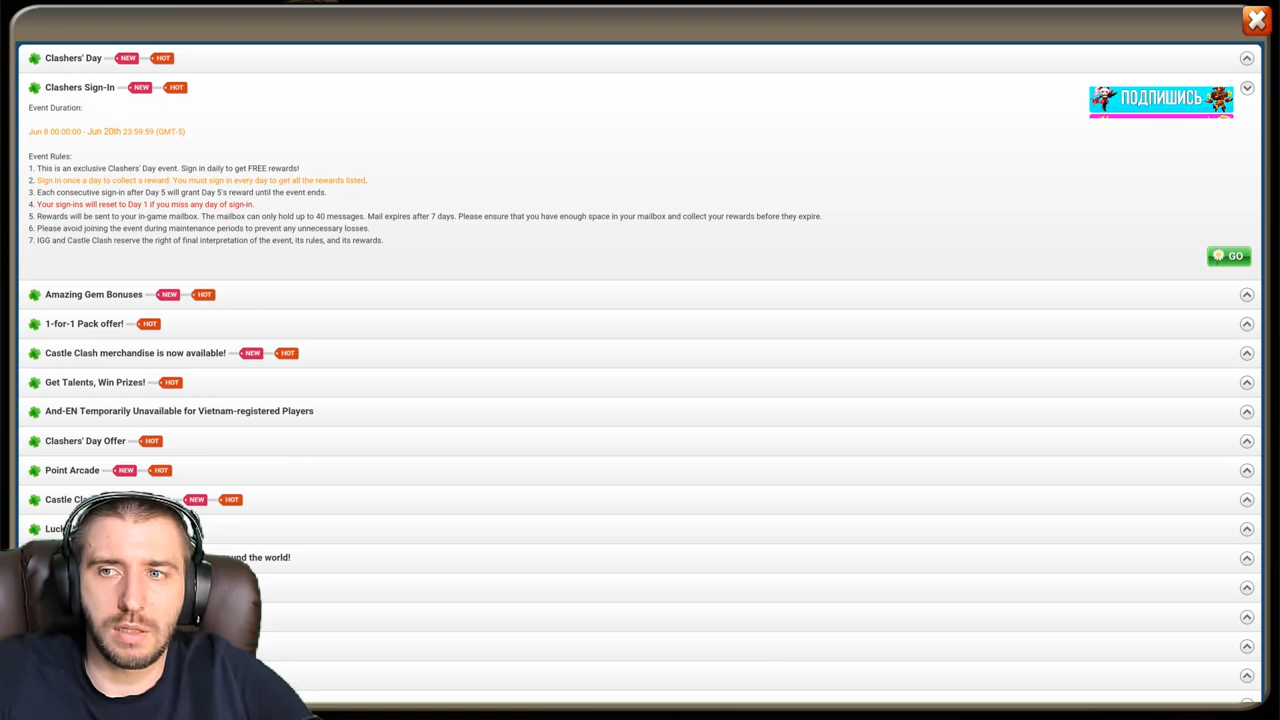 Clashers' Day NEW HOT
Clashers Sign-In NEW HOT
ПОДПИШИСЬ
Event Duration:
Jun 8 00:00:00 - Jun 20th 23:59:59 (GMT-5)
Event Rules:
1. This is an exclusive Clashers' Day event. Sign in daily to get FREE rewards!
2. Sign in once a day to collect a reward. You must sign in every day to get all the rewards listed.
3. Each consecutive sign-in after Day 5 will grant Day 5's reward until the event ends.
4. Your sign-ins will reset to Day 1 if you miss any day of sign-in.
5. Rewards will be sent to your in-game mailbox. The mailbox can only hold up to 40 messages. Mail expires after 7 days. Please ensure that you have enough space in your mailbox and collect your rewards before they expire.
6. Please avoid joining the event during maintenance periods to prevent any unnecessary losses.
7. IGG and Castle Clash reserve the right of final interpretation of the event, its rules, and its rewards.
GO
Amazing Gem Bonuses NEW HOT
1-for-1 Pack offer! HOT
Castle Clash merchandise is now available! NEW HOT
Get Talents, Win Prizes! HOT
And-EN Temporarily Unavailable for Vietnam-registered Players
Clashers' Day Offer HOT
Point Arcade NEW HOT
Castle NEW HOT
the world!